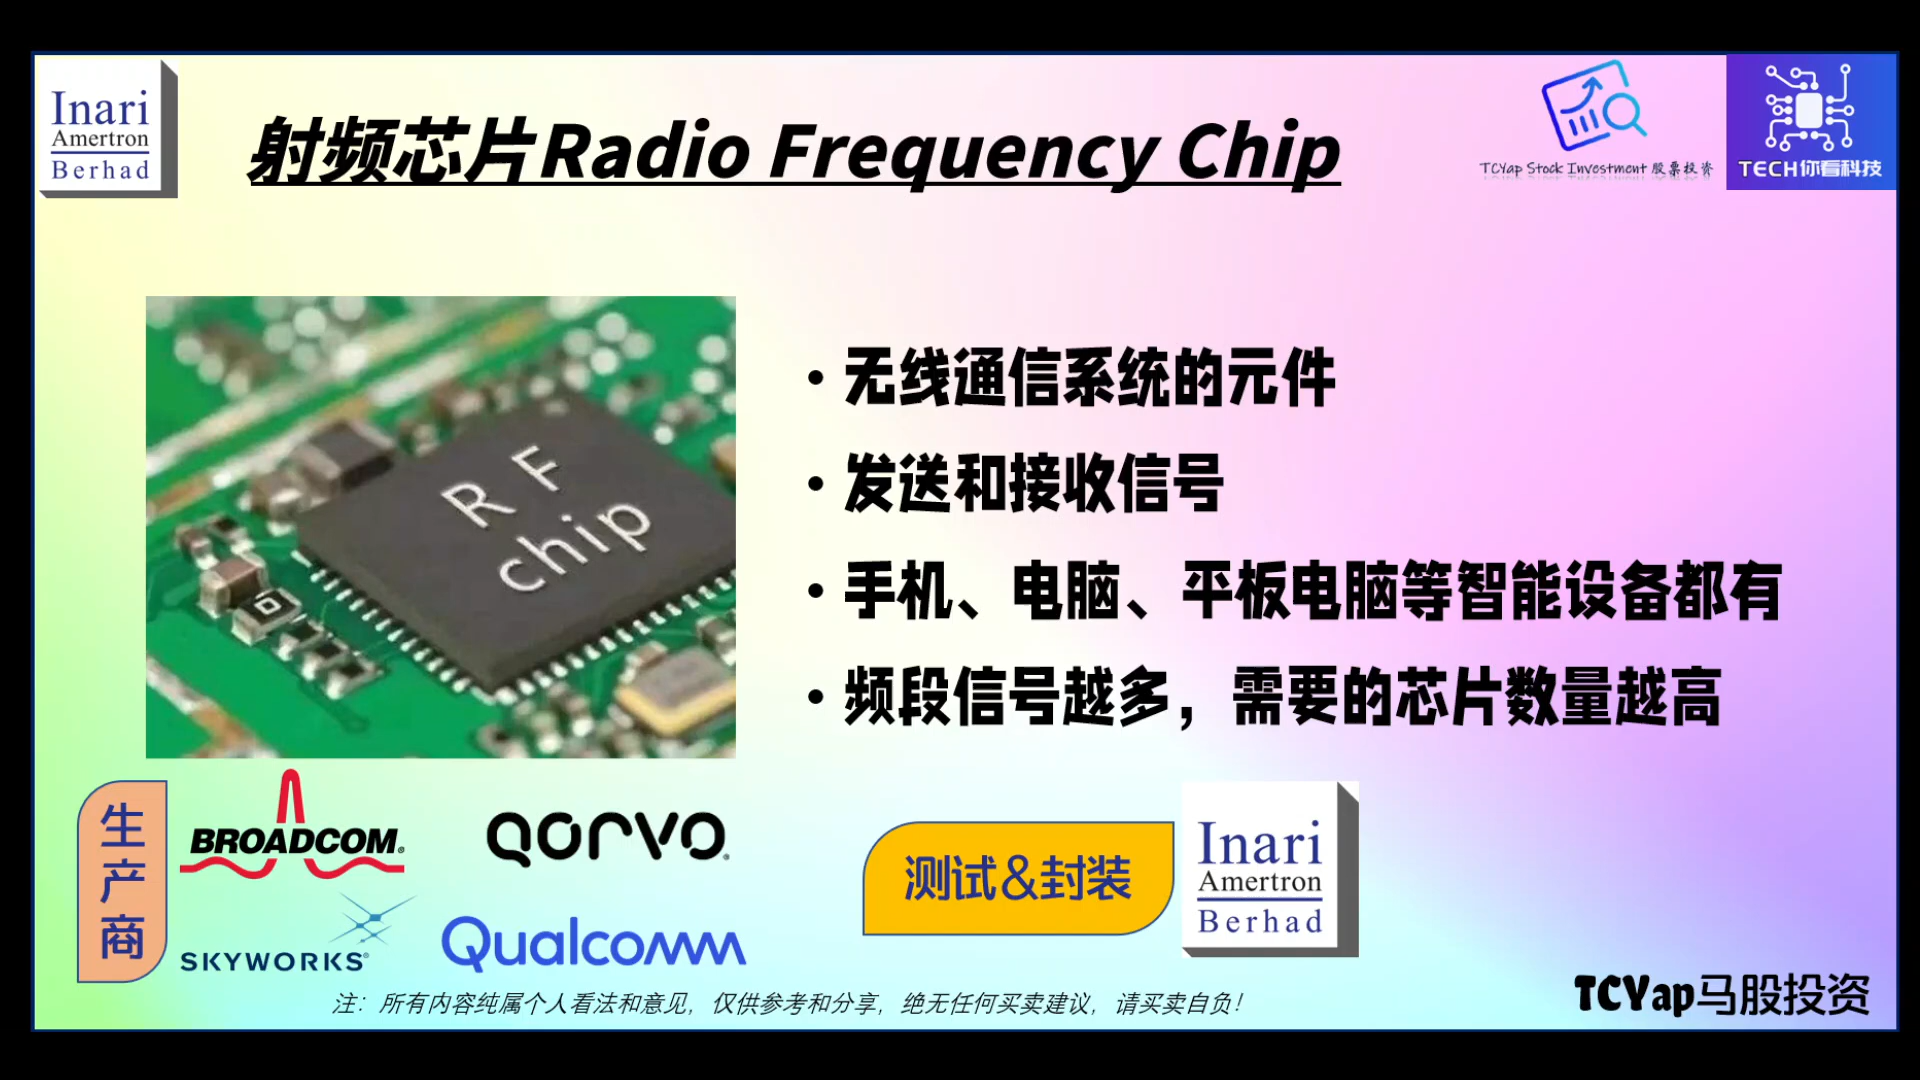 Inari
Amertron
Berhad
射频芯片Radio Frequency Chip
TCYap Stock Investment 股票投资
TECH你看科技
R F
chip
• 无线通信系统的元件
• 发送和接收信号
• 手机、电脑、平板电脑等智能设备都有
• 频段信号越多，需要的芯片数量越高
生产商
BROADCOM®
QORVO®
SKYWORKS®
Qualcomm
测试&封装
Inari
Amertron
Berhad
注：所有内容纯属个人看法和意见，仅供参考和分享，绝无任何买卖建议，请买卖自负！
TCYap马股投资